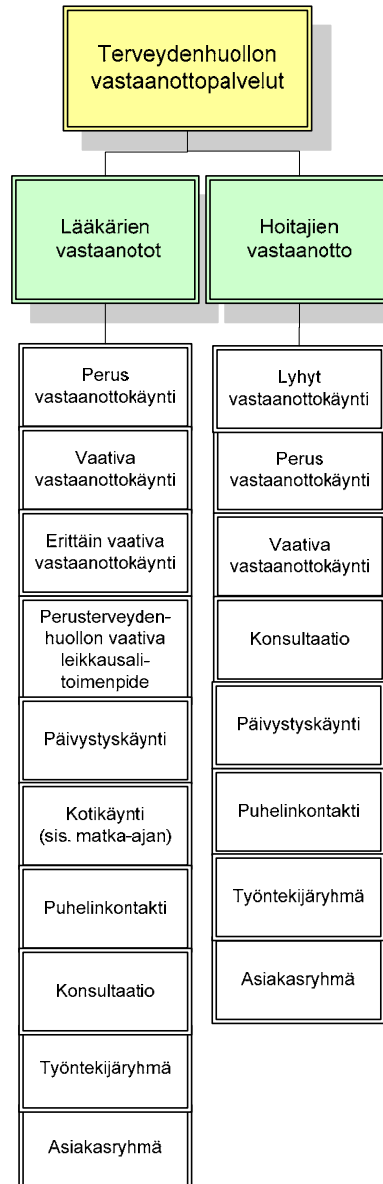 Terveydenhuollon
vastaanottopalvelut
Lääkärien
vastaanotot
Hoitajien
vastaanotto
Perus
vastaanottokäynti
Vaativa
vastaanottokäynti
Erittäin vaativa
vastaanottokäynti
Perusterveyden-
huollon vaativa
leikkausali-
toimenpide
Päivystyskäynti
Kotikäynti
(sis. matka-ajan)
Puhelinkontakti
Konsultaatio
Työntekijäryhmä
Asiakasryhmä
Lyhyt
vastaanottokäynti
Perus
vastaanottokäynti
Vaativa
vastaanottokäynti
Konsultaatio
Päivystyskäynti
Puhelinkontakti
Työntekijäryhmä
Asiakasryhmä